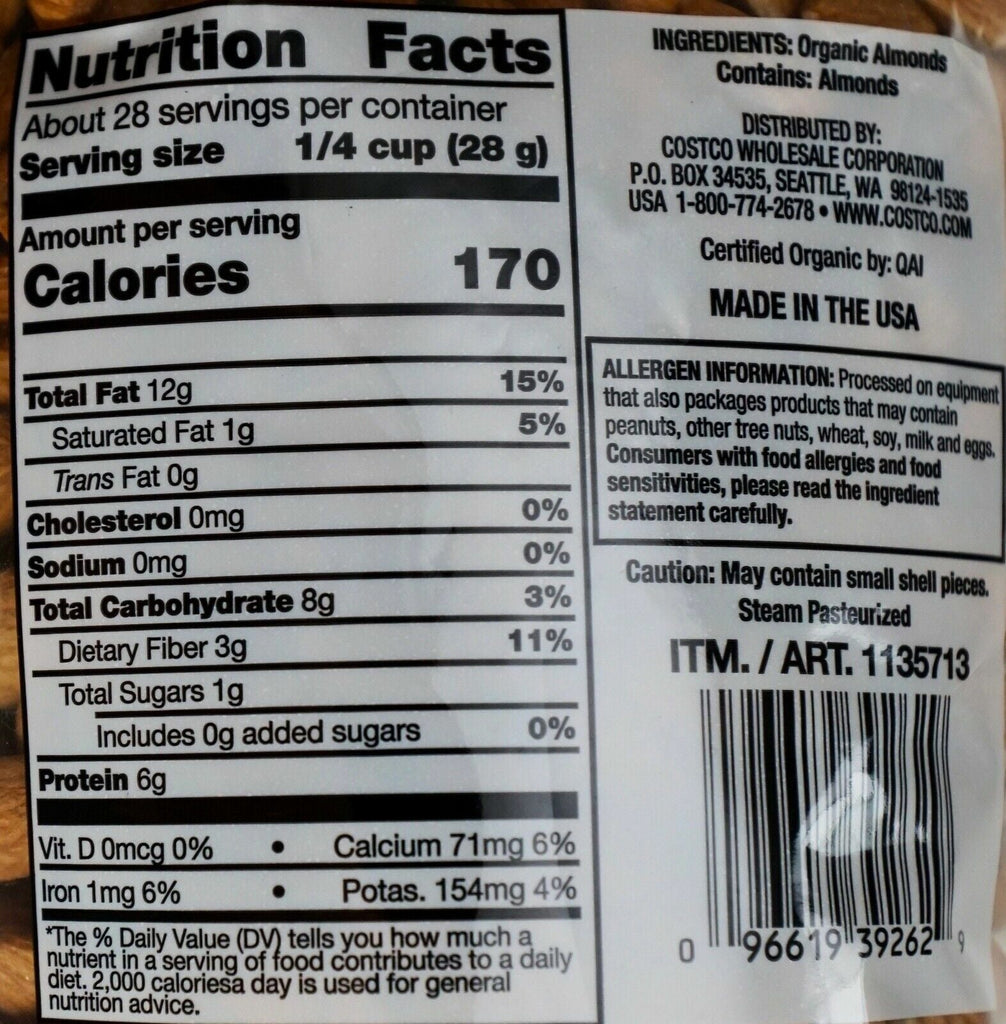 Nutrition Facts
About 28 servings per container
Serving size 1/4 cup (28 g)
Amount per serving
Calories 170
Total Fat 12g 15%
Saturated Fat 1g 5%
Trans Fat 0g
Cholesterol 0mg 0%
Sodium 0mg 0%
Total Carbohydrate 8g 3%
Dietary Fiber 3g 11%
Total Sugars 1g
Includes 0g added sugars 0%
Protein 6g
Vit. D 0mcg 0% • Calcium 71mg 6%
Iron 1mg 6% • Potas. 154mg 4%
*The % Daily Value (DV) tells you how much a
nutrient in a serving of food contributes to a daily
diet. 2,000 caloriesa day is used for general
nutrition advice.
INGREDIENTS: Organic Almonds
Contains: Almonds
DISTRIBUTED BY:
COSTCO WHOLESALE CORPORATION
P.O. BOX 34535, SEATTLE, WA 98124-1535
USA 1-800-774-2678 • WWW.COSTCO.COM
Certified Organic by: QAI
MADE IN THE USA
ALLERGEN INFORMATION: Processed on equipment
that also packages products that may contain
peanuts, other tree nuts, wheat, soy, milk and eggs.
Consumers with food allergies and food
sensitivities, please read the ingredient
statement carefully.
Caution: May contain small shell pieces.
Steam Pasteurized
ITM. / ART. 1135713
0 96619 39262 9